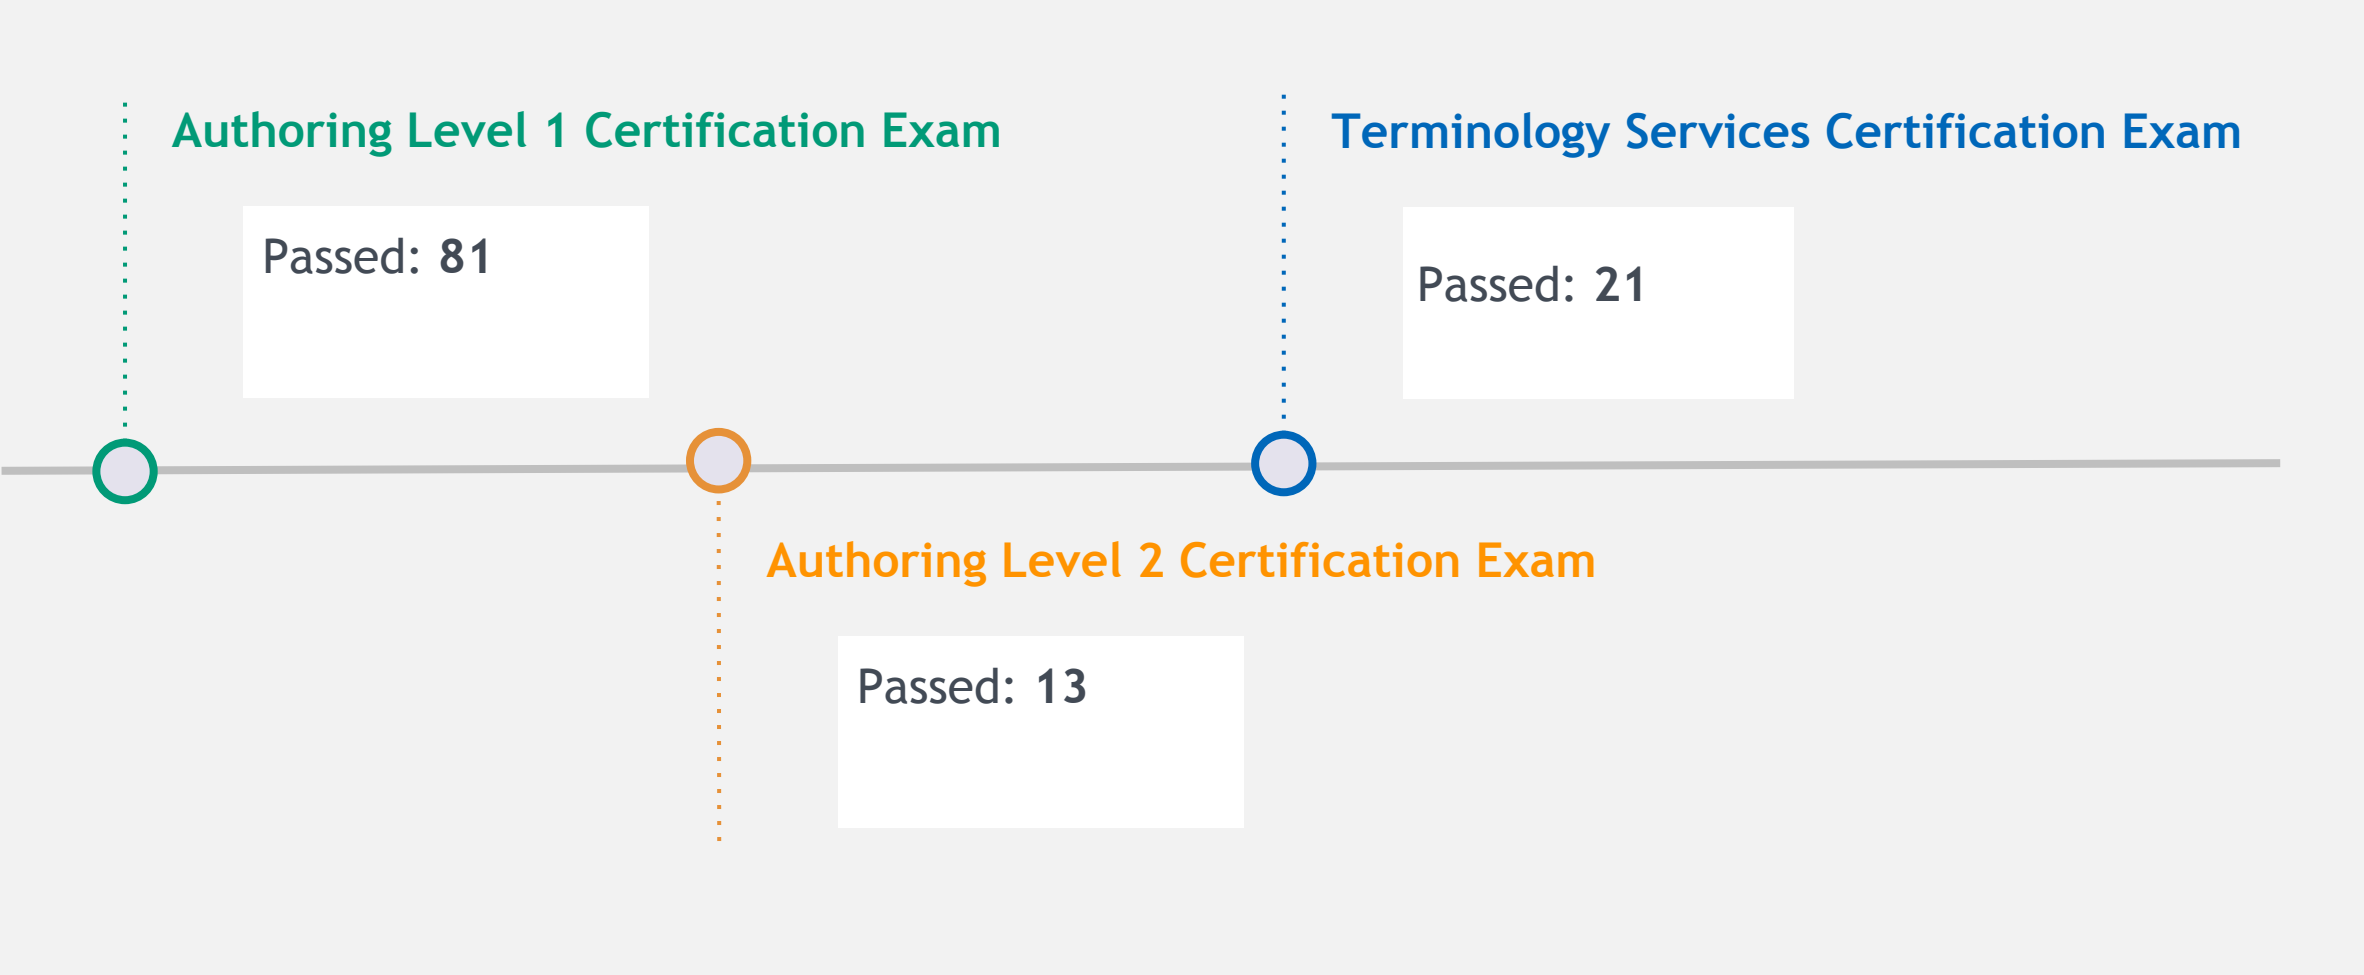 Authoring Level 1 Certification Exam
Passed: 81
Terminology Services Certification Exam
Passed: 21
Authoring Level 2 Certification Exam
Passed: 13